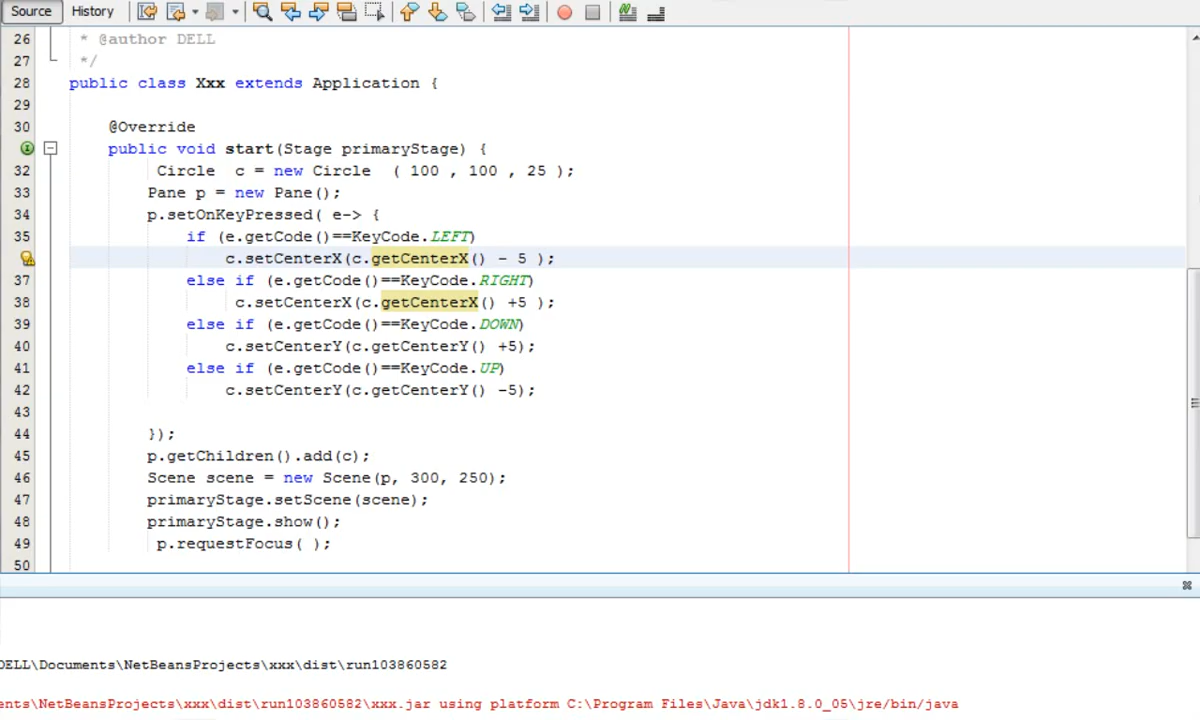 Source History
26 * @author DELL
27 */
28 public class Xxx extends Application {
29
30 @Override
public void start(Stage primaryStage) {
32 Circle c = new Circle ( 100 , 100 , 25 );
33 Pane p = new Pane();
34 p.setOnKeyPressed( e-> {
35 if (e.getCode()==KeyCode.LEFT)
c.setCenterX(c.getCenterX() - 5 );
37 else if (e.getCode()==KeyCode.RIGHT)
38 c.setCenterX(c.getCenterX() +5 );
39 else if (e.getCode()==KeyCode.DOWN)
40 c.setCenterY(c.getCenterY() +5);
41 else if (e.getCode()==KeyCode.UP)
42 c.setCenterY(c.getCenterY() -5);
43
44 });
45 p.getChildren().add(c);
46 Scene scene = new Scene(p, 300, 250);
47 primaryStage.setScene(scene);
48 primaryStage.show();
49 p.requestFocus( );
50
DELL\Documents\NetBeansProjects\xxx\dist\run103860582
ents\NetBeansProjects\xxx\dist\run103860582\xxx.jar using platform C:\Program Files\Java\jdk1.8.0_05\jre/bin/java